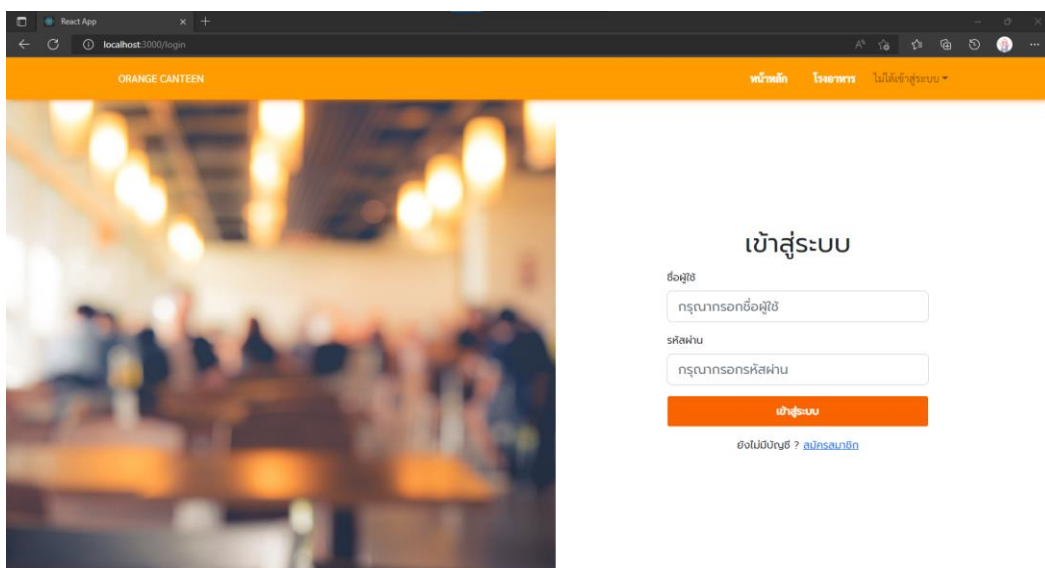 React App
localhost:3000/login
ORANGE CANTEEN
หน้าหลัก โรงอาหาร ไม่ได้เข้าสู่ระบบ
เข้าสู่ระบบ
ชื่อผู้ใช้
กรุณากรอกชื่อผู้ใช้
รหัสผ่าน
กรุณากรอกรหัสผ่าน
เข้าสู่ระบบ
ยังไม่มีบัญชี ? สมัครสมาชิก